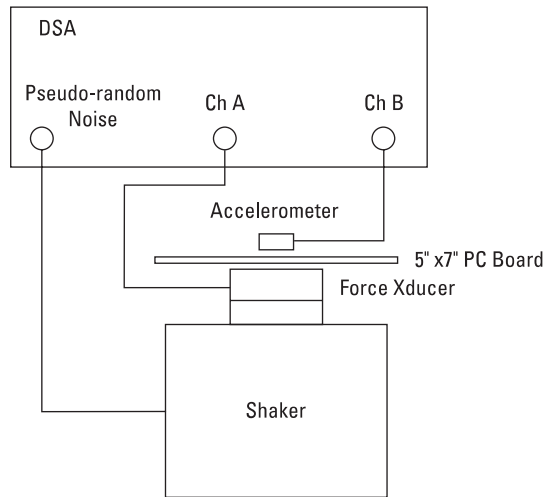 DSA
Pseudo-random
Noise
Ch A
Ch B
Accelerometer
5" x7" PC Board
Force Xducer
Shaker